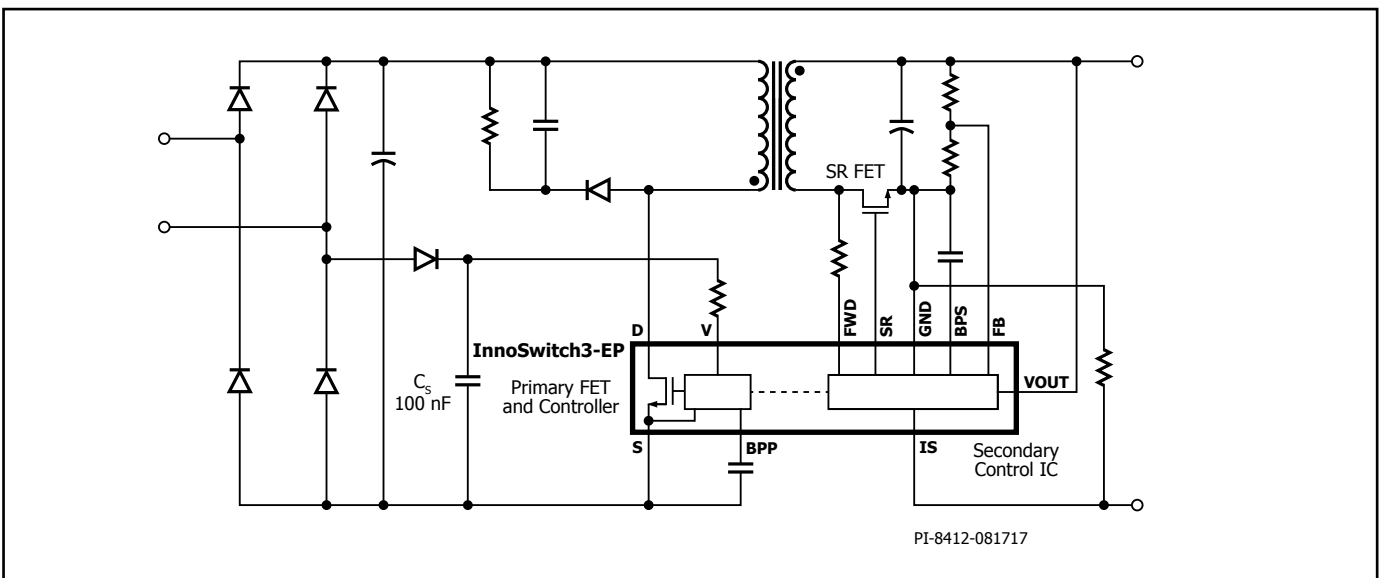 SR FET
FWD
SR
GND
BPS
FB
D
V
InnoSwitch3-EP
VOUT
Primary FET
and Controller
C_S
100 nF
S
BPP
IS
Secondary
Control IC
PI-8412-081717